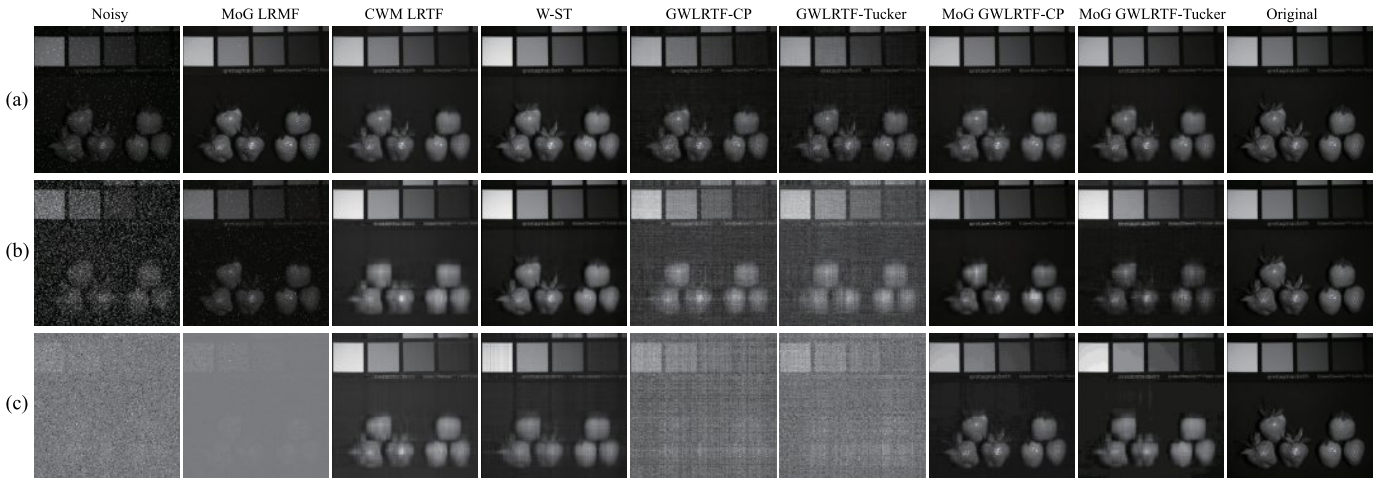 Noisy MoG LRMF CWM LRTF W-ST GWLRTF-CP GWLRTF-Tucker MoG GWLRTF-CP MoG GWLRTF-Tucker Original
(a)
(b)
(c)